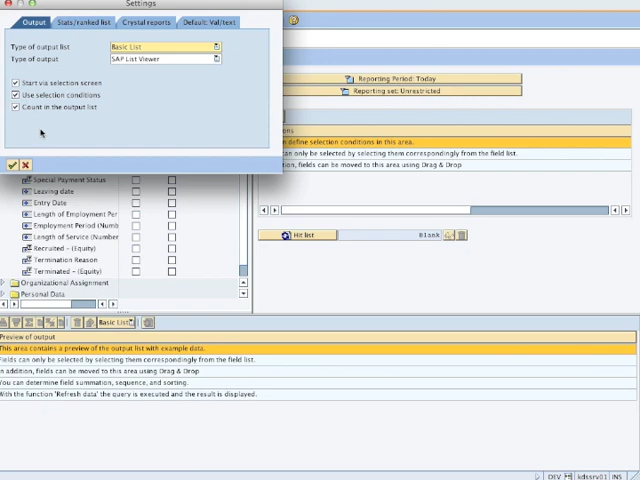 Settings
Output
Stats/ranked list
Crystal reports
Default: Val/text
Type of output list
Basic List
Type of output
SAP List Viewer
Start via selection screen
Use selection conditions
Count in the output list
Reporting Period: Today
Reporting set: Unrestricted
define selection conditions in this area.
can only be selected by selecting them correspondingly from the field list.
dition, fields can be moved to this area using Drag & Drop
Special Payment Status
Leaving date
Entry Date
Length of Employment Per
Employment Period (Numb
Length of Service (Numbe
Recruited - (Equity)
Termination Reason
Terminated - (Equity)
Organizational Assignment
Personal Data
Hit list
Blank
Basic List
Preview of output
This area contains a preview of the output list with example data.
Fields can only be selected by selecting them correspondingly from the field list.
In addition, fields can be moved to this area using Drag & Drop
You can determine field summation, sequence, and sorting.
With the function 'Refresh data' the query is executed and the result is displayed.
DEV
kdssrv01
INS